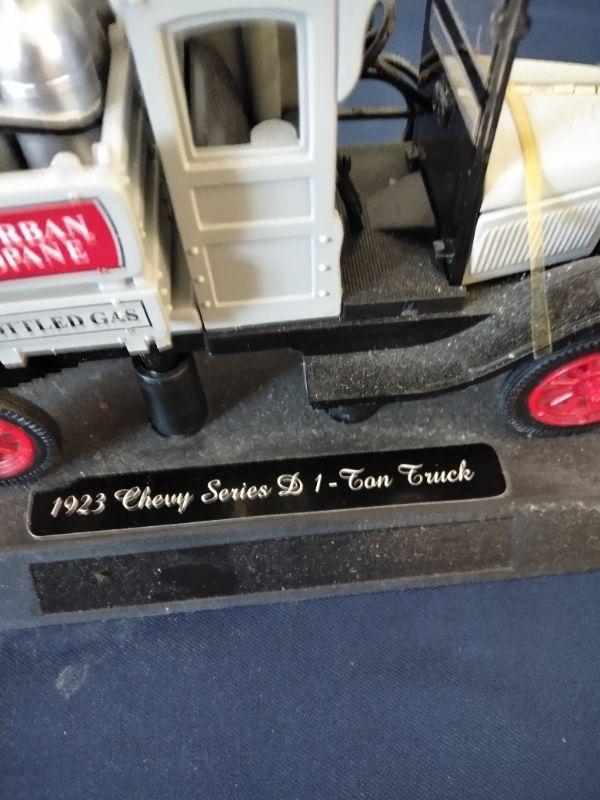 RBAN
PANE
TTLED GAS
1923 Chevy Series D 1-Ton Truck